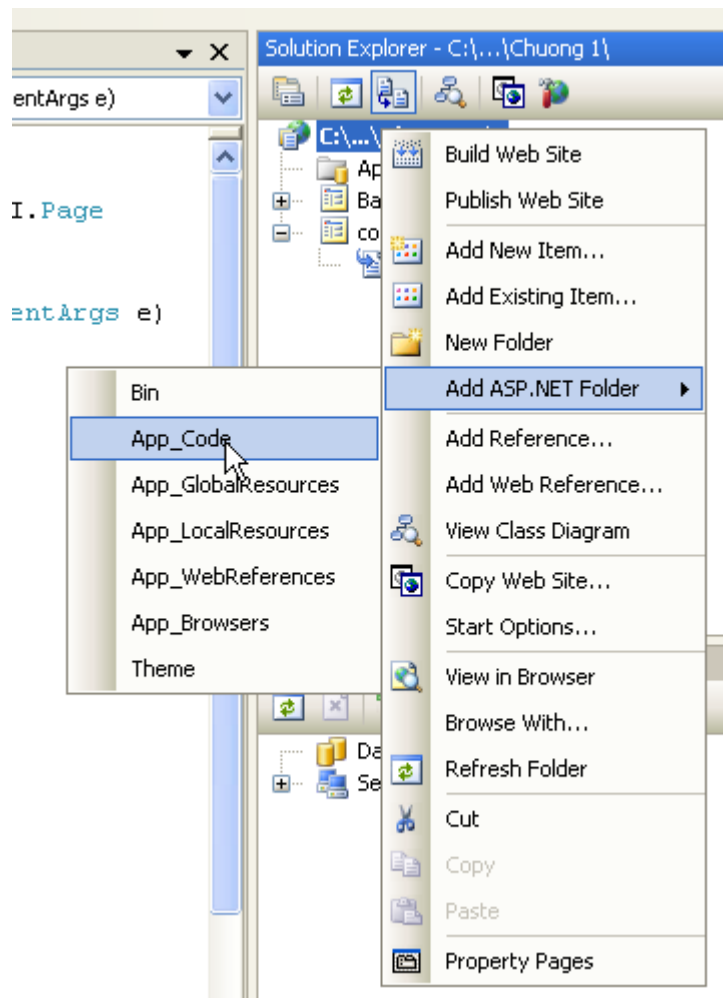 Solution Explorer - C:\...\Chuong 1\
entArgs e)
C:\...\
I.Page
entArgs e)
Build Web Site
Publish Web Site
Add New Item...
Add Existing Item...
New Folder
Add ASP.NET Folder
Add Reference...
Add Web Reference...
View Class Diagram
Copy Web Site...
Start Options...
View in Browser
Browse With...
Refresh Folder
Cut
Copy
Paste
Property Pages
Bin
App_Code
App_GlobalResources
App_LocalResources
App_WebReferences
App_Browsers
Theme
Ap
Ba
co
Da
Se